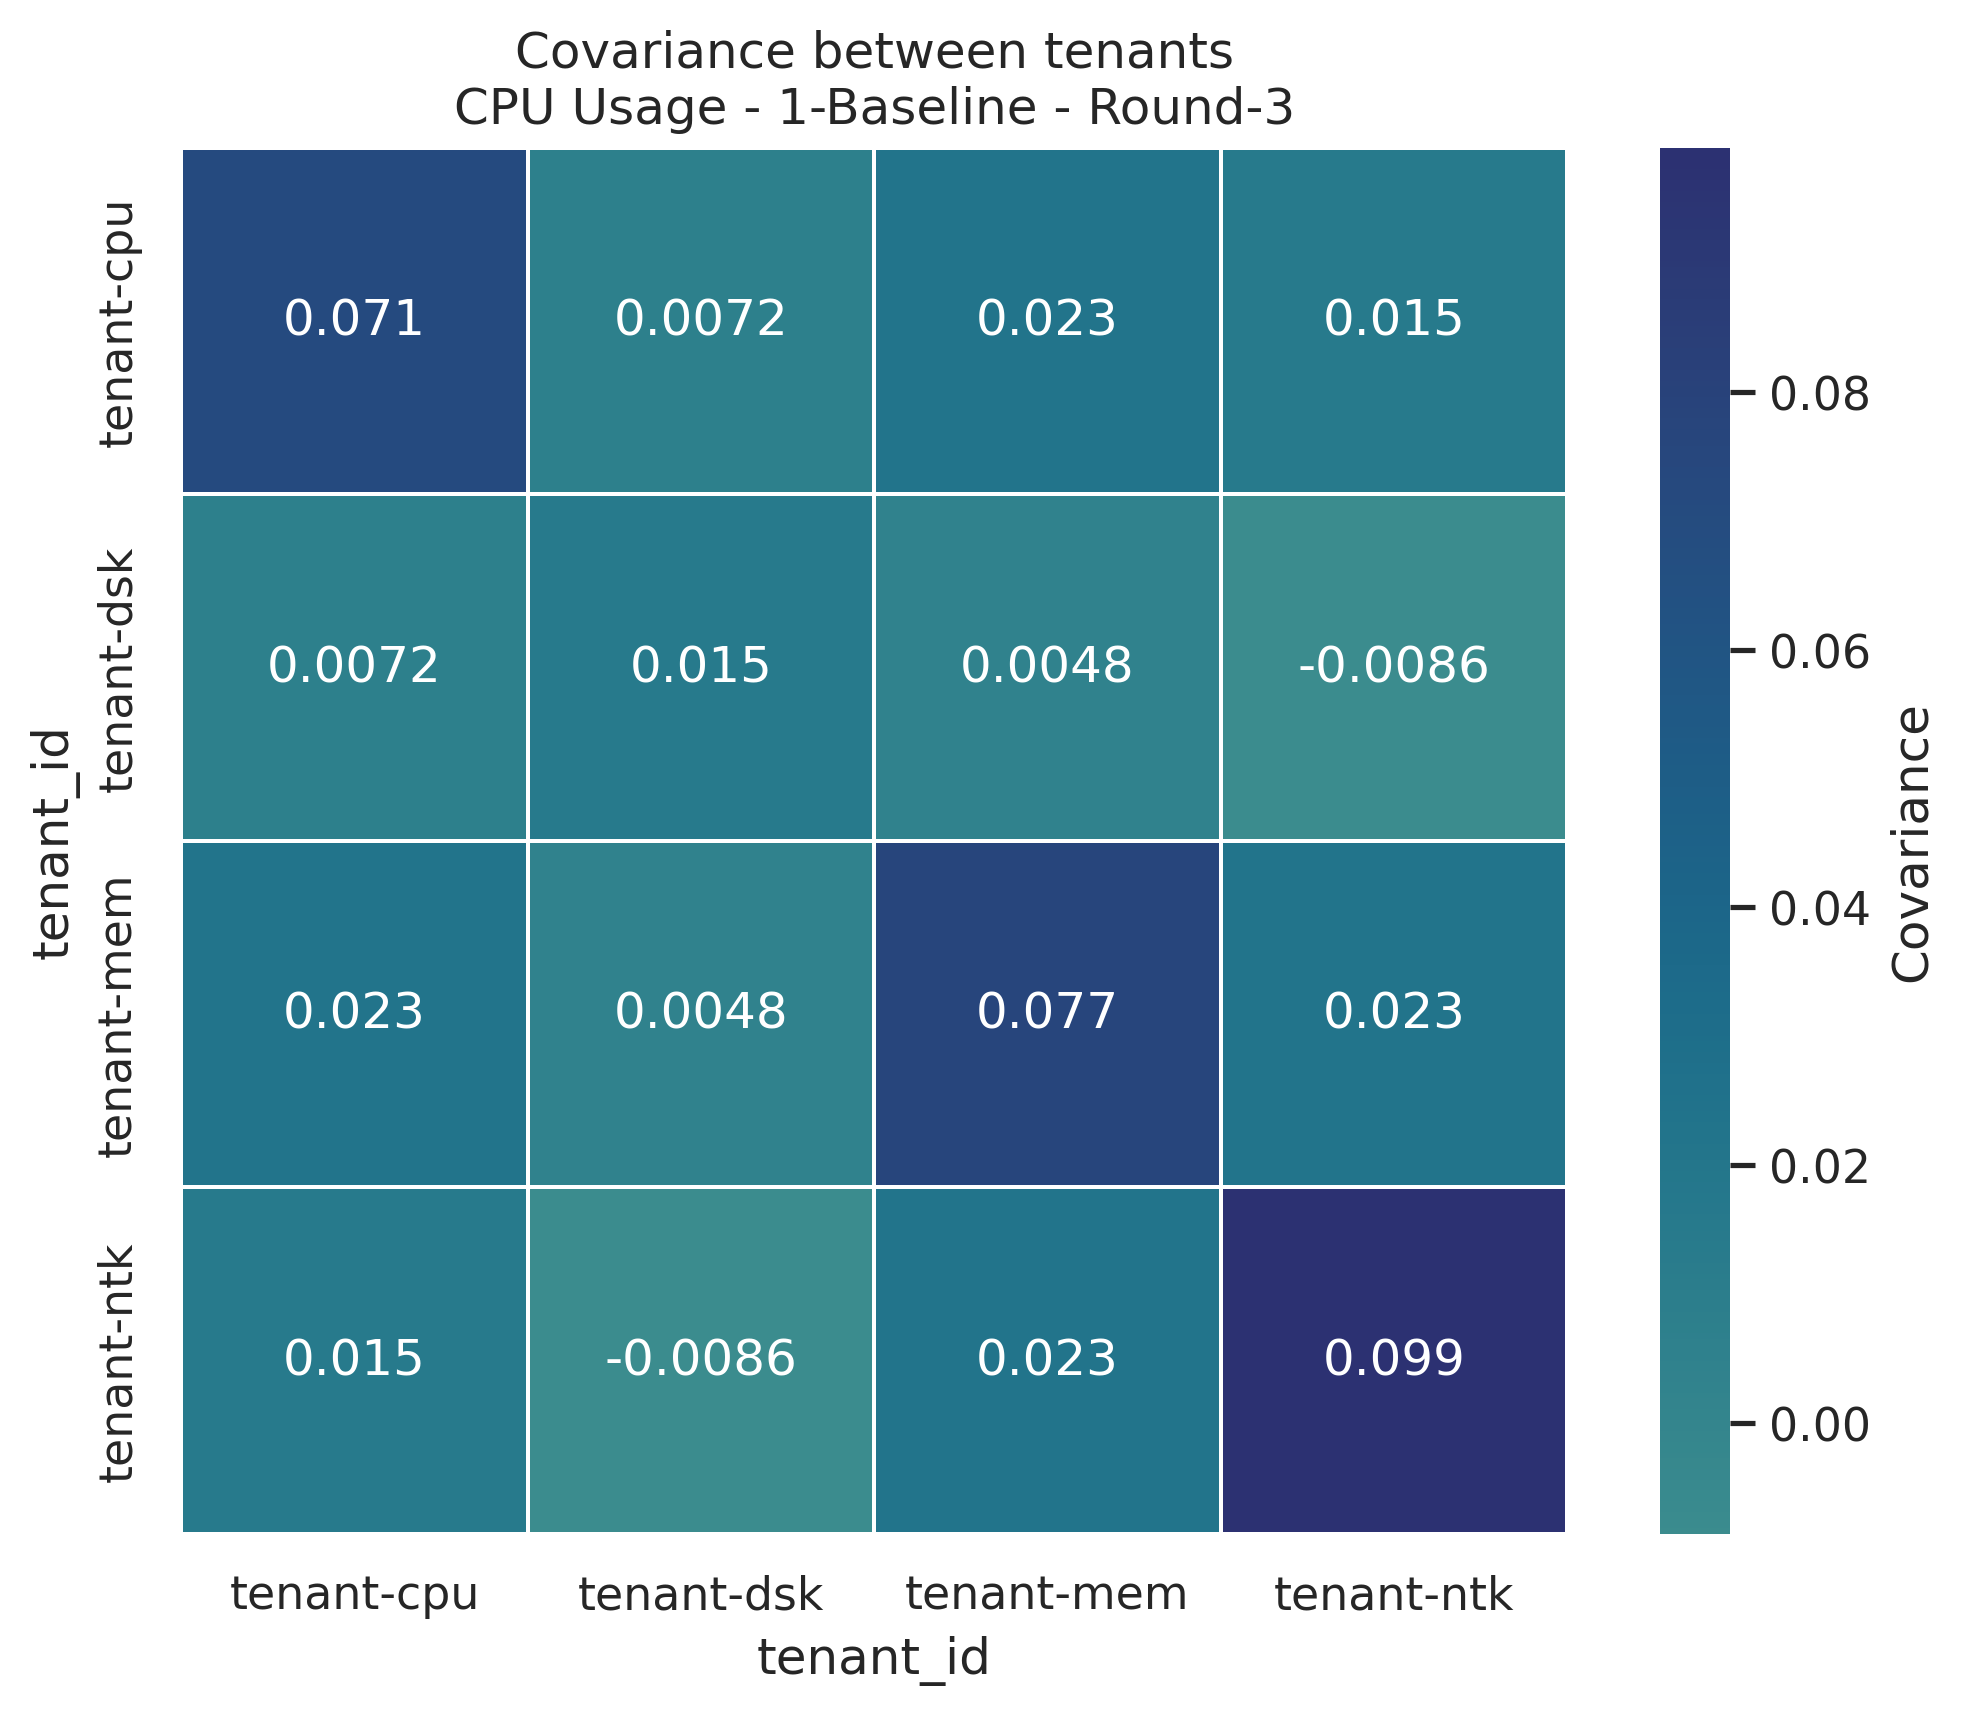 Covariance between tenants
CPU Usage - 1-Baseline - Round-3
tenant_id
tenant-cpu
0.071 0.0072 0.023 0.015
tenant-dsk
0.0072 0.015 0.0048 -0.0086
tenant-mem
0.023 0.0048 0.077 0.023
tenant-ntk
0.015 -0.0086 0.023 0.099
tenant-cpu tenant-dsk tenant-mem tenant-ntk
tenant_id
0.08
0.06
0.04
0.02
0.00
Covariance